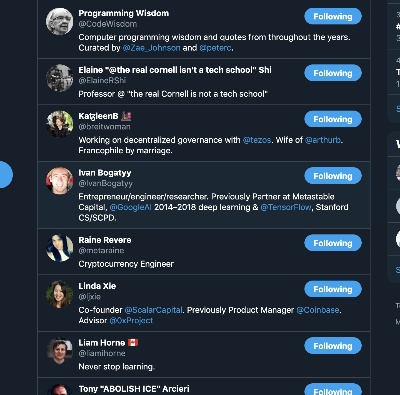 Programming Wisdom
@CodeWisdom
Following
Computer programming wisdom and quotes from throughout the years.
Curated by @Zae_Johnson and @peterc.
Elaine "@the real cornell isn't a tech school" Shi
@ElaineRShi
Following
Professor @ "the real Cornell is not a tech school"
KatʒleenB
@breitwoman
Following
Working on decentralized governance with @tezos. Wife of @arthurb.
Francophile by marriage.
Ivan Bogatyy
@IvanBogatyy
Following
Entrepreneur/engineer/researcher. Previously Partner at Metastable
Capital, @GoogleAI 2014–2018 deep learning & @TensorFlow, Stanford
CS/SCPD.
Raine Revere
@metaraine
Following
Cryptocurrency Engineer
Linda Xie
@ljxie
Following
Co-founder @ScalarCapital. Previously Product Manager @Coinbase.
Advisor @0xProject
Liam Horne
@liamihorne
Following
Never stop learning.
Tony "ABOLISH ICE" Arcieri
Following